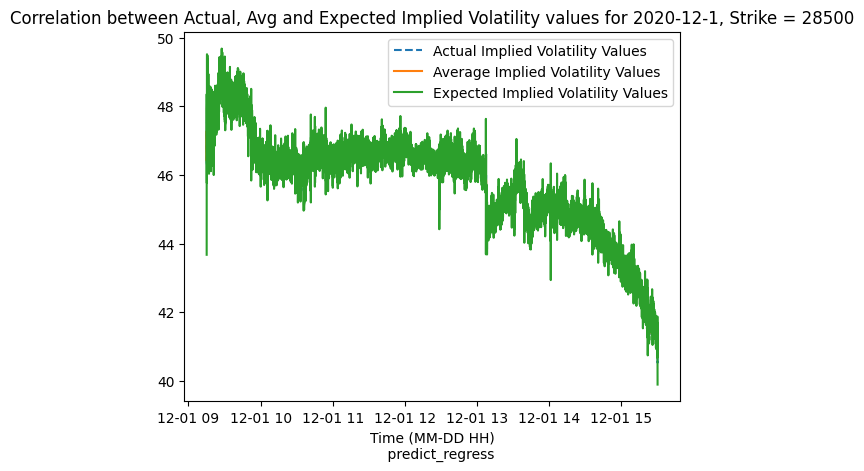 Correlation between Actual, Avg and Expected Implied Volatility values for 2020-12-1, Strike = 28500
Actual Implied Volatility Values
Average Implied Volatility Values
Expected Implied Volatility Values
50
48
46
44
42
40
12-01 09 12-01 10 12-01 11 12-01 12 12-01 13 12-01 14 12-01 15
Time (MM-DD HH)
predict_regress